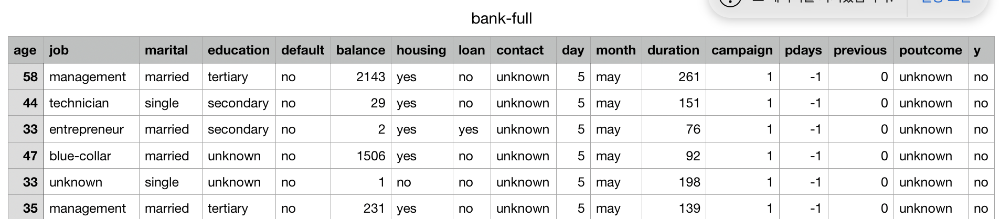 bank-full
age job marital education default balance housing loan contact day month duration campaign pdays previous poutcome y
58 management married tertiary no 2143 yes no unknown 5 may 261 1 -1 0 unknown no
44 technician single secondary no 29 yes no unknown 5 may 151 1 -1 0 unknown no
33 entrepreneur married secondary no 2 yes yes unknown 5 may 76 1 -1 0 unknown no
47 blue-collar married unknown no 1506 yes no unknown 5 may 92 1 -1 0 unknown no
33 unknown single unknown no 1 no no unknown 5 may 198 1 -1 0 unknown no
35 management married tertiary no 231 yes no unknown 5 may 139 1 -1 0 unknown no